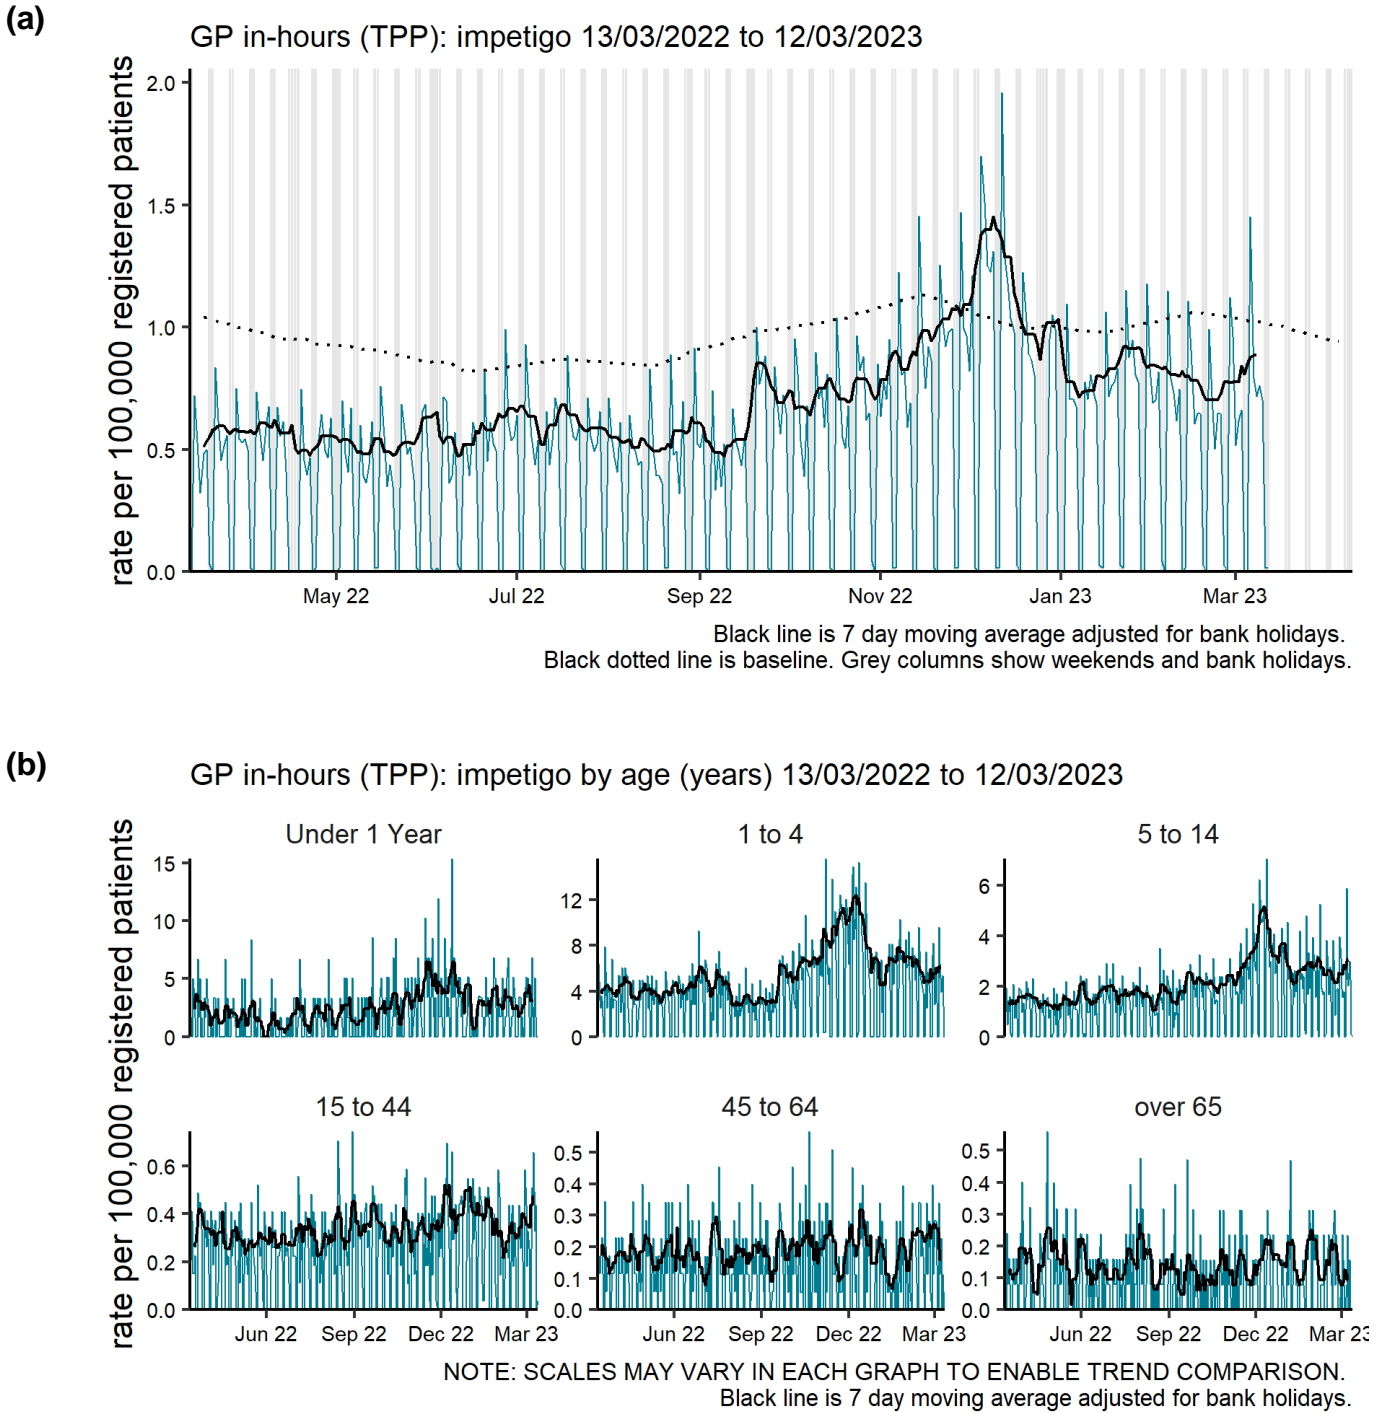 (a)
GP in-hours (TPP): impetigo 13/03/2022 to 12/03/2023
rate per 100,000 registered patients
2.0
1.5
1.0
0.5
0.0
May 22 Jul 22 Sep 22 Nov 22 Jan 23 Mar 23
Black line is 7 day moving average adjusted for bank holidays.
Black dotted line is baseline. Grey columns show weekends and bank holidays.
(b)
GP in-hours (TPP): impetigo by age (years) 13/03/2022 to 12/03/2023
rate per 100,000 registered patients
Under 1 Year
15
10
5
0
1 to 4
12
8
4
0
5 to 14
6
4
2
0
rate per 100,000 registered patients
15 to 44
0.6
0.4
0.2
0.0
Jun 22 Sep 22 Dec 22 Mar 23
45 to 64
0.5
0.4
0.3
0.2
0.1
0.0
Jun 22 Sep 22 Dec 22 Mar 23
over 65
0.5
0.4
0.3
0.2
0.1
0.0
Jun 22 Sep 22 Dec 22 Mar 23
NOTE: SCALES MAY VARY IN EACH GRAPH TO ENABLE TREND COMPARISON.
Black line is 7 day moving average adjusted for bank holidays.